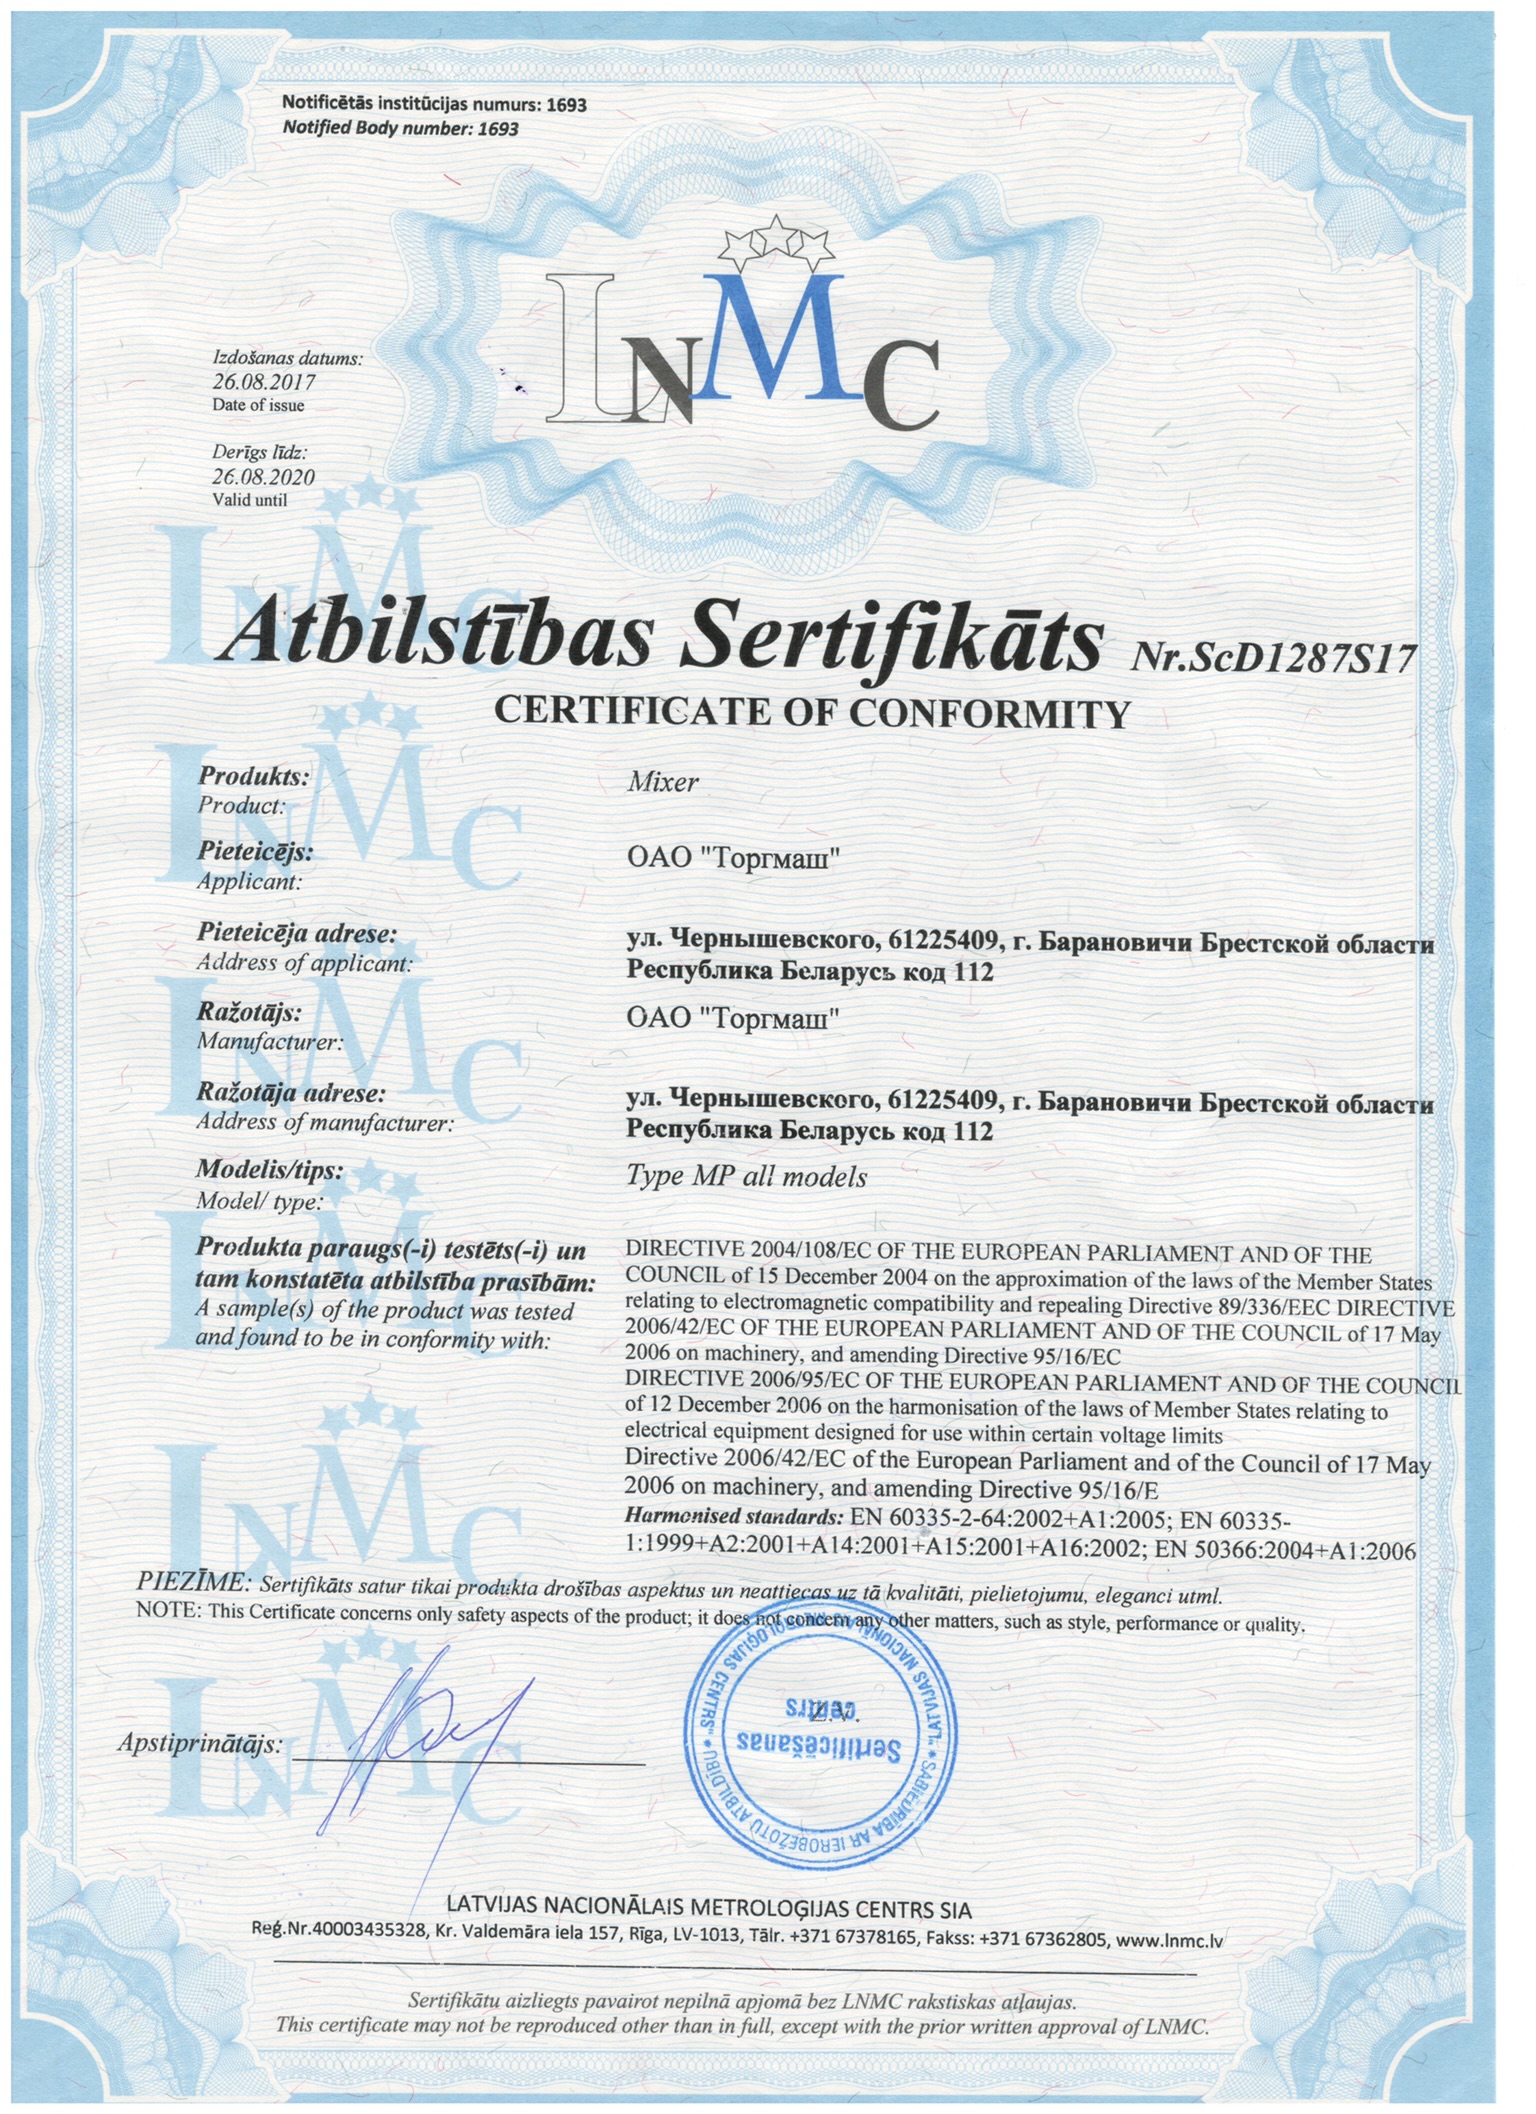 Notificētās institūcijas numurs: 1693
Notified Body number: 1693
LNMC
Izdošanas datums:
26.08.2017
Date of issue
Derīgs līdz:
26.08.2020
Valid until
Atbilstības Sertifikāts Nr.ScD1287S17
CERTIFICATE OF CONFORMITY
Produkts: Mixer
Product:
Pieteicējs: ОАО "Торгмаш"
Applicant:
Pieteicēja adrese: ул. Чернышевского, 61225409, г. Барановичи Брестской области
Address of applicant: Республика Беларусь код 112
Ražotājs: ОАО "Торгмаш"
Manufacturer:
Ražotāja adrese: ул. Чернышевского, 61225409, г. Барановичи Брестской области
Address of manufacturer: Республика Беларусь код 112
Modelis/tips: Type MP all models
Model/ type:
Produkta paraugs(-i) testēts(-i) un
tam konstatēta atbilstība prasībām:
A sample(s) of the product was tested
and found to be in conformity with:
DIRECTIVE 2004/108/EC OF THE EUROPEAN PARLIAMENT AND OF THE
COUNCIL of 15 December 2004 on the approximation of the laws of the Member States
relating to electromagnetic compatibility and repealing Directive 89/336/EEC DIRECTIVE
2006/42/EC OF THE EUROPEAN PARLIAMENT AND OF THE COUNCIL of 17 May
2006 on machinery, and amending Directive 95/16/EC
DIRECTIVE 2006/95/EC OF THE EUROPEAN PARLIAMENT AND OF THE COUNCIL
of 12 December 2006 on the harmonisation of the laws of Member States relating to
electrical equipment designed for use within certain voltage limits
Directive 2006/42/EC of the European Parliament and of the Council of 17 May
2006 on machinery, and amending Directive 95/16/E
Harmonised standards: EN 60335-2-64:2002+A1:2005; EN 60335-
1:1999+A2:2001+A14:2001+A15:2001+A16:2002; EN 50366:2004+A1:2006
PIEZĪME: Sertifikāts satur tikai produkta drošības aspektus un neattiecas uz tā kvalitāti, pielietojumu, eleganci utml.
NOTE: This Certificate concerns only safety aspects of the product; it does not concern any other matters, such as style, performance or quality.
Apstiprinātājs:
Z.V.
SABIEDRĪBA AR IEROBEŽOTU ATBILDĪBU * "LATVIJAS NACIONĀLAIS METROLOĢIJAS CENTRS" *
Sertificēšanas
centrs
LATVIJAS NACIONĀLAIS METROLOĢIJAS CENTRS SIA
Reģ.Nr.40003435328, Kr. Valdemāra iela 157, Rīga, LV-1013, Tālr. +371 67378165, Fakss: +371 67362805, www.lnmc.lv
Sertifikātu aizliegts pavairot nepilnā apjomā bez LNMC rakstiskas atļaujas.
This certificate may not be reproduced other than in full, except with the prior written approval of LNMC.